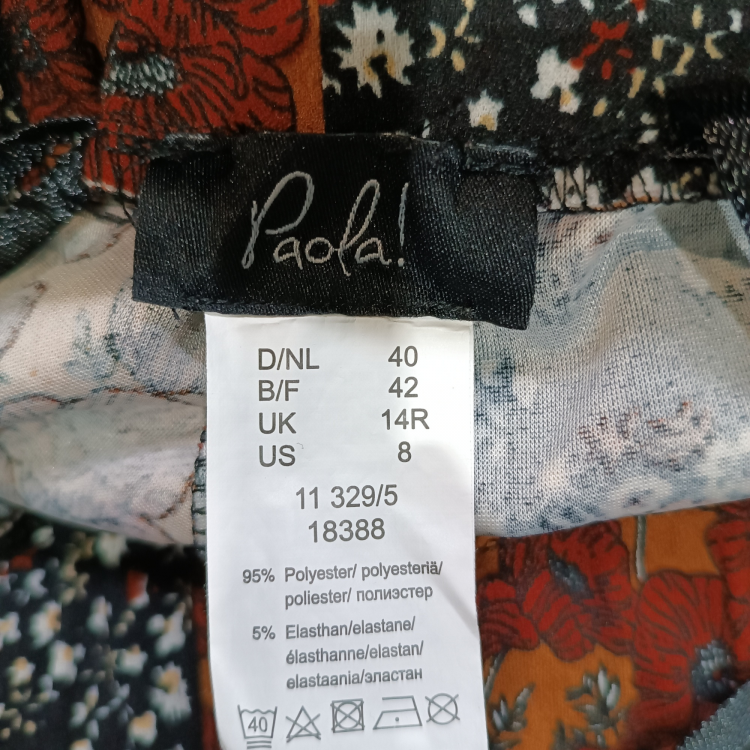 Paola!
D/NL 40
B/F 42
UK 14R
US 8
11 329/5
18388
95% Polyester/ polyesteriä/
poliester/ полиэстер
5% Elasthan/elastane/
élasthanne/elastan/
elastaania/эластан
40